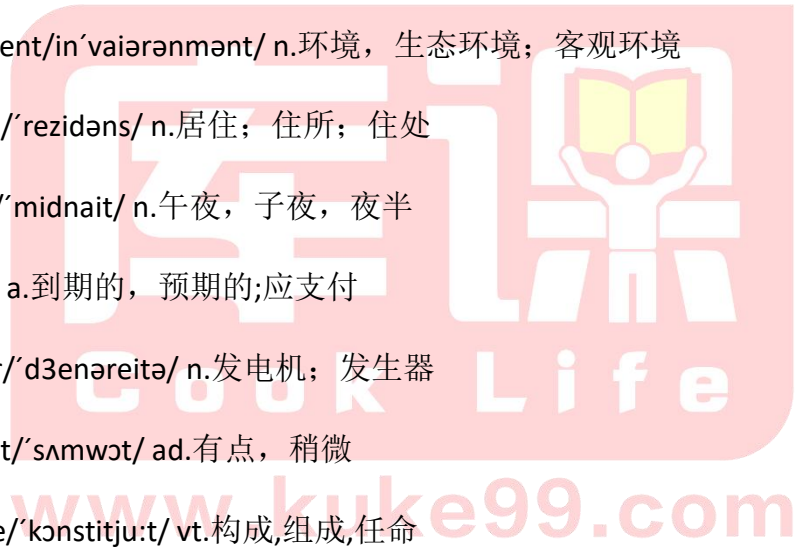 ent/in´vaiərənmənt/ n.环境，生态环境；客观环境
/´rezidəns/ n.居住；住所；住处
/´midnait/ n.午夜，子夜，夜半
a.到期的，预期的;应支付
/´dЗenəreitə/ n.发电机；发生器
库课
Cook Life
t/´sʌmwɔt/ ad.有点，稍微
www.kuke99.com
e/´kɔnstitju:t/ vt.构成,组成,任命